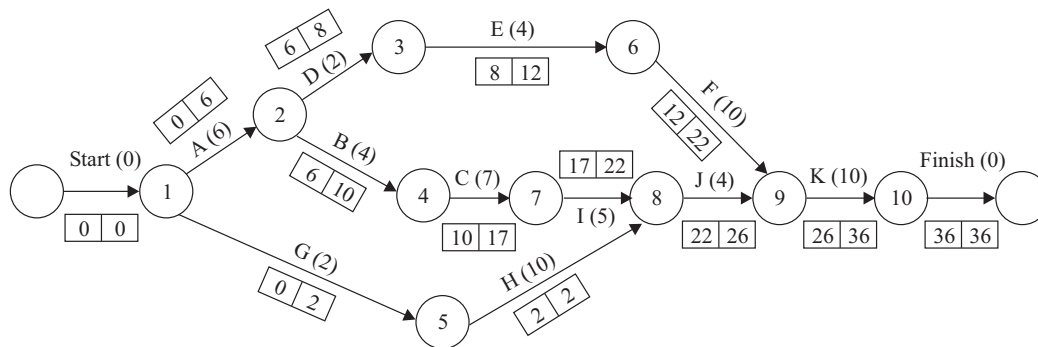 Start (0)
0 0
1
A (6)
0 6
2
D (2)
6 8
3
E (4)
8 12
6
F (10)
12 22
B (4)
6 10
4
C (7)
10 17
7
17 22
I (5)
8
J (4)
22 26
9
K (10)
26 36
10
Finish (0)
36 36
G (2)
0 2
5
H (10)
2 2